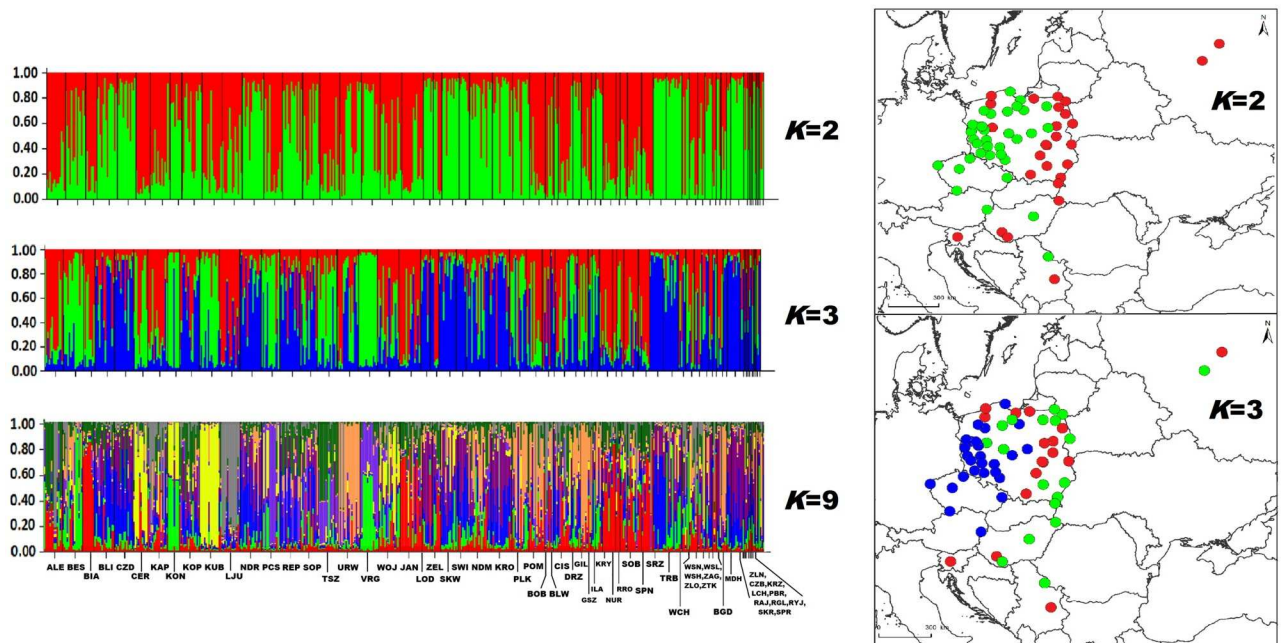 1.00
0.80
0.60
0.40
0.20
0.00
K=2
1.00
0.80
0.60
0.40
0.20
0.00
K=3
1.00
0.80
0.60
0.40
0.20
0.00
K=9
ALE BES BLI CZD KAP KOP KUB NDR PCS REP SOP URW WOJ JAN ZEL SWI NDM KRO POM CIS GIL KRY SOB SRZ WSN,WSL, MDH ZLN,
BIA CER KON LJU TSZ VRG LOD SKW PLK DRZ ILA RRO SPN TRB WSH,ZAG, CZB,KRZ,
BOB BLW GSZ NUR WCH ZLO,ZTK BGD LCH,PBR,
RAJ,RGL,RYJ,
SKR,SPR
N
K=2
0 300 km
N
K=3
0 300 km